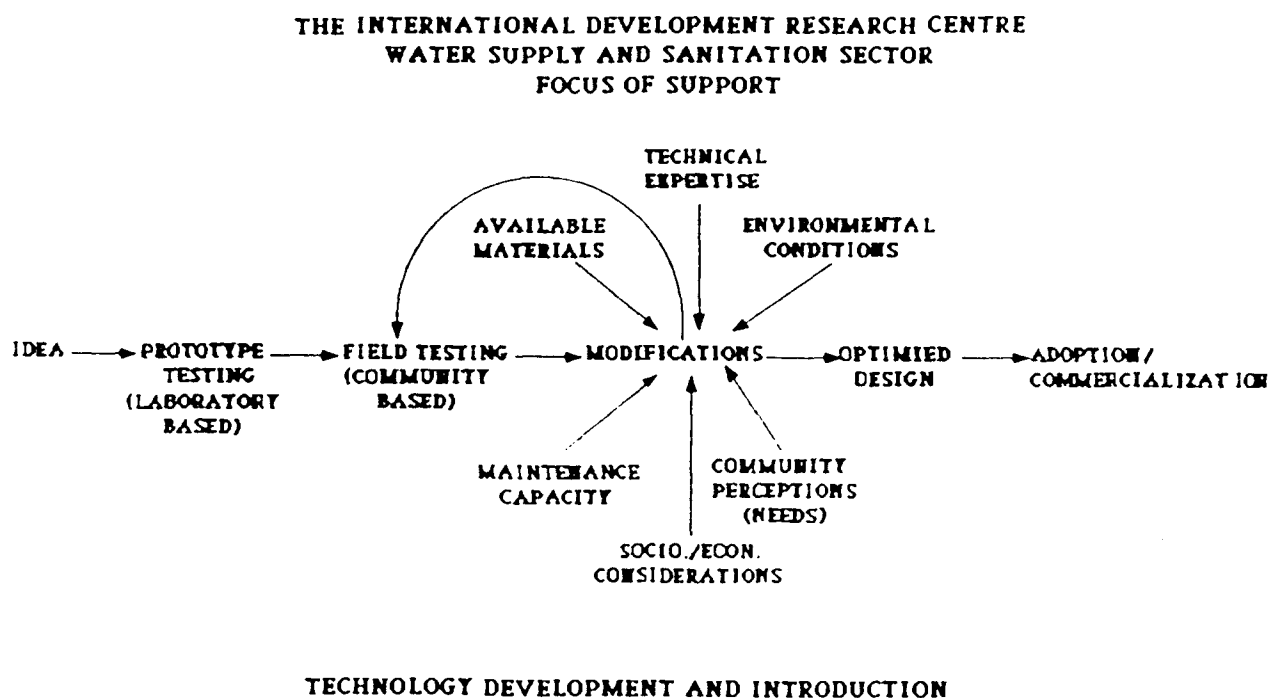 THE INTERNATIONAL DEVELOPMENT RESEARCH CENTRE
WATER SUPPLY AND SANITATION SECTOR
FOCUS OF SUPPORT
TECHNICAL
EXPERTISE
AVAILABLE
MATERIALS
ENVIRONMENTAL
CONDITIONS
IDEA
PROTOTYPE
TESTING
(LABORATORY
BASED)
FIELD TESTING
(COMMUNITY
BASED)
MODIFICATIONS
OPTIMIED
DESIGN
ADOPTION/
COMMERCIALIZATION
MAINTENANCE
CAPACITY
COMMUNITY
PERCEPTIONS
(NEEDS)
SOCIO./ECON.
CONSIDERATIONS
TECHNOLOGY DEVELOPMENT AND INTRODUCTION